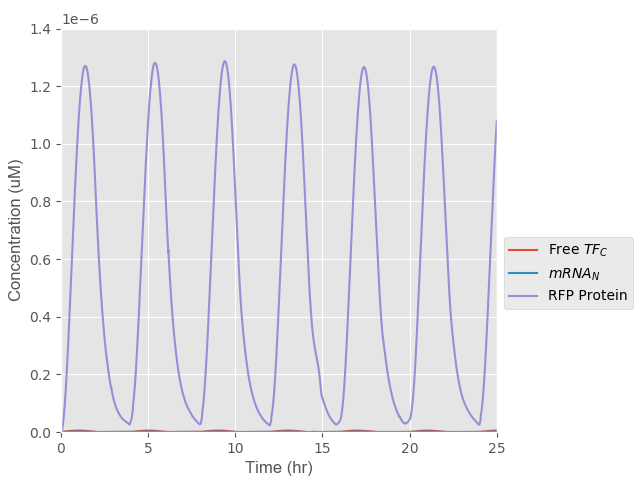 1e−6
1.4
1.2
1.0
0.8
0.6
0.4
0.2
0.0
0 5 10 15 20 25
Time (hr)
Concentration (uM)
Free TF_C
mRNA_N
RFP Protein